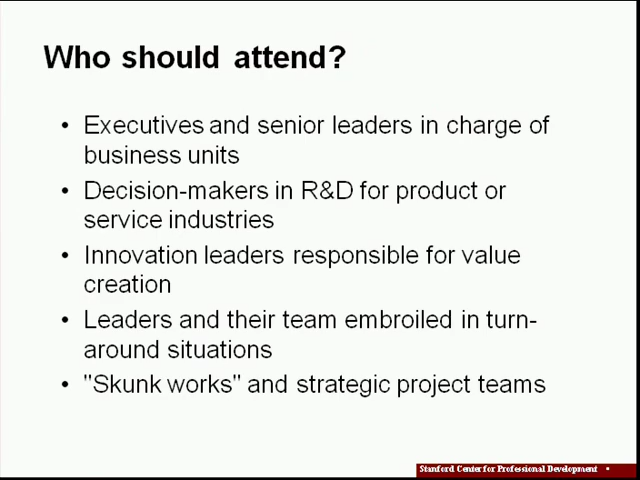 Who should attend?
• Executives and senior leaders in charge of
business units
• Decision-makers in R&D for product or
service industries
• Innovation leaders responsible for value
creation
• Leaders and their team embroiled in turn-
around situations
• "Skunk works" and strategic project teams
Stanford Center for Professional Development •